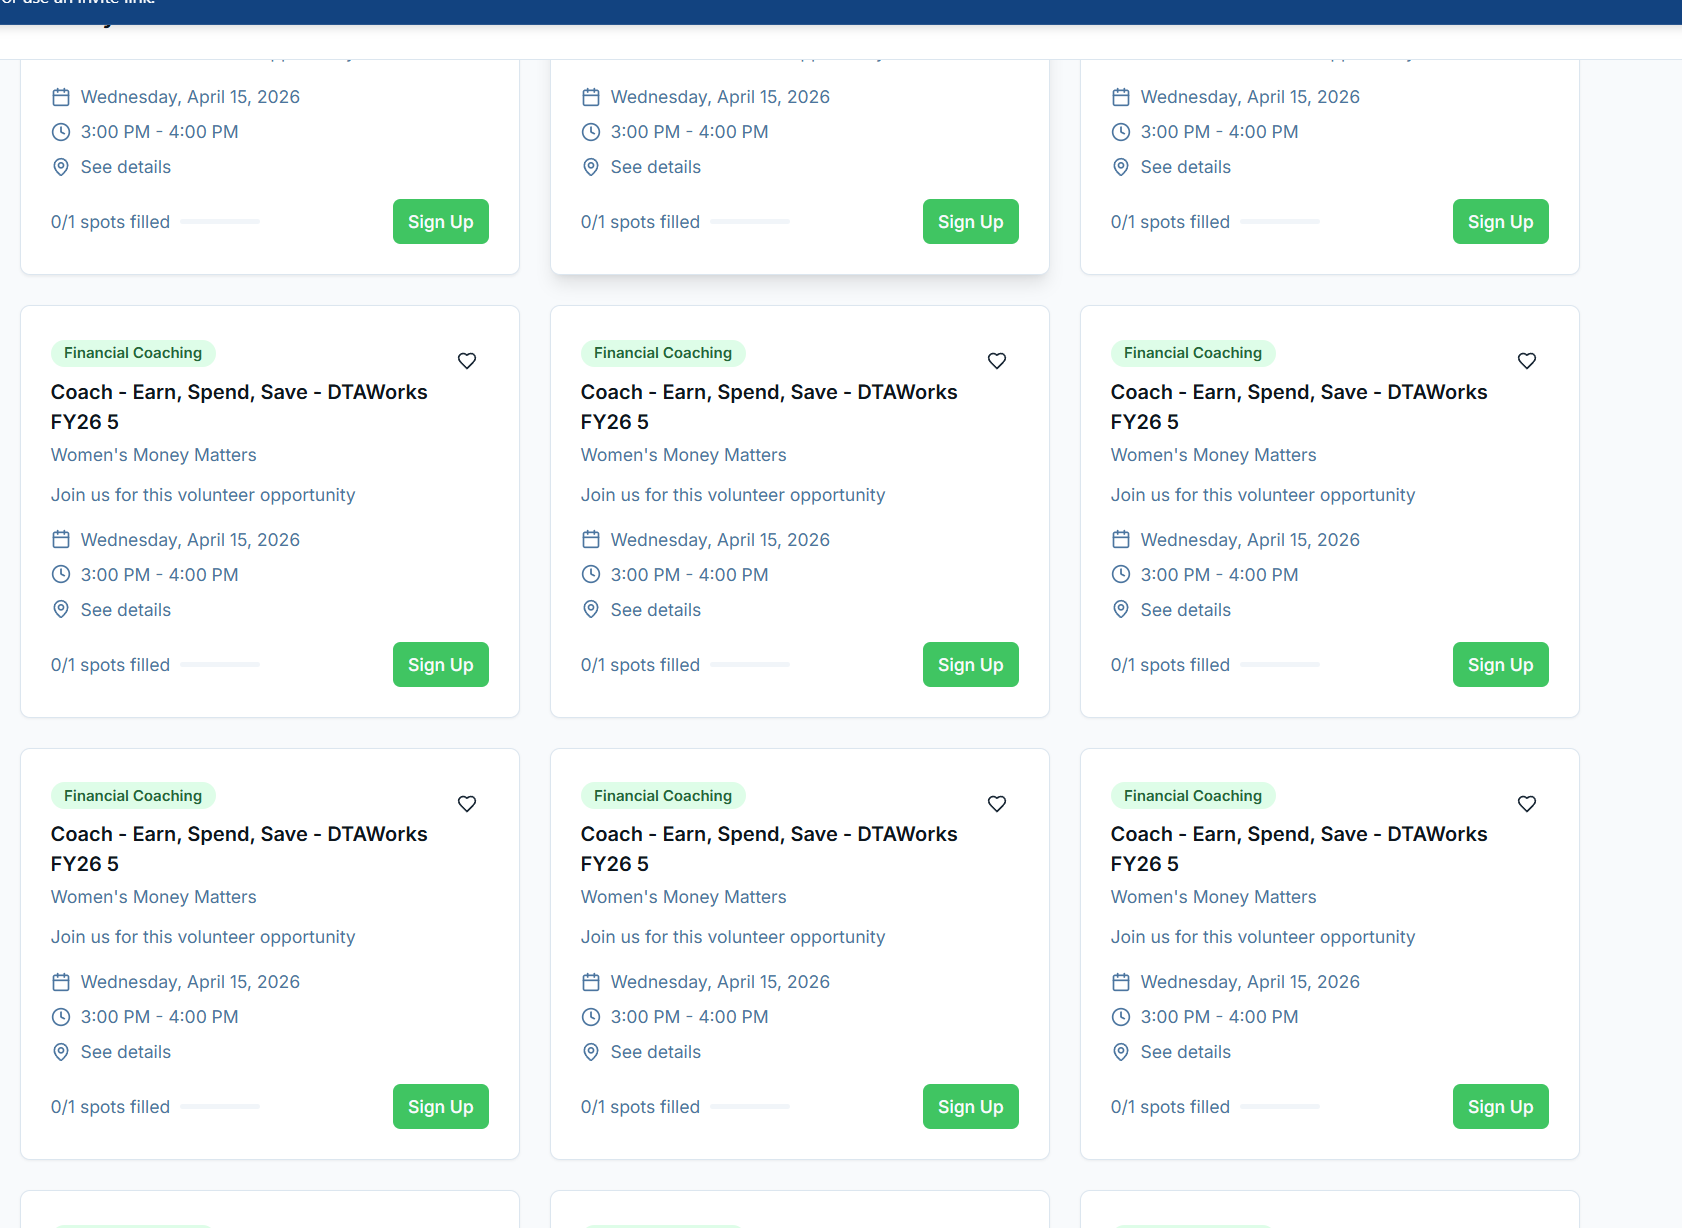 or use an invite link.
Wednesday, April 15, 2026
3:00 PM - 4:00 PM
See details
0/1 spots filled
Sign Up
Wednesday, April 15, 2026
3:00 PM - 4:00 PM
See details
0/1 spots filled
Sign Up
Wednesday, April 15, 2026
3:00 PM - 4:00 PM
See details
0/1 spots filled
Sign Up
Financial Coaching
Coach - Earn, Spend, Save - DTAWorks
FY26 5
Women's Money Matters
Join us for this volunteer opportunity
Wednesday, April 15, 2026
3:00 PM - 4:00 PM
See details
0/1 spots filled
Sign Up
Financial Coaching
Coach - Earn, Spend, Save - DTAWorks
FY26 5
Women's Money Matters
Join us for this volunteer opportunity
Wednesday, April 15, 2026
3:00 PM - 4:00 PM
See details
0/1 spots filled
Sign Up
Financial Coaching
Coach - Earn, Spend, Save - DTAWorks
FY26 5
Women's Money Matters
Join us for this volunteer opportunity
Wednesday, April 15, 2026
3:00 PM - 4:00 PM
See details
0/1 spots filled
Sign Up
Financial Coaching
Coach - Earn, Spend, Save - DTAWorks
FY26 5
Women's Money Matters
Join us for this volunteer opportunity
Wednesday, April 15, 2026
3:00 PM - 4:00 PM
See details
0/1 spots filled
Sign Up
Financial Coaching
Coach - Earn, Spend, Save - DTAWorks
FY26 5
Women's Money Matters
Join us for this volunteer opportunity
Wednesday, April 15, 2026
3:00 PM - 4:00 PM
See details
0/1 spots filled
Sign Up
Financial Coaching
Coach - Earn, Spend, Save - DTAWorks
FY26 5
Women's Money Matters
Join us for this volunteer opportunity
Wednesday, April 15, 2026
3:00 PM - 4:00 PM
See details
0/1 spots filled
Sign Up